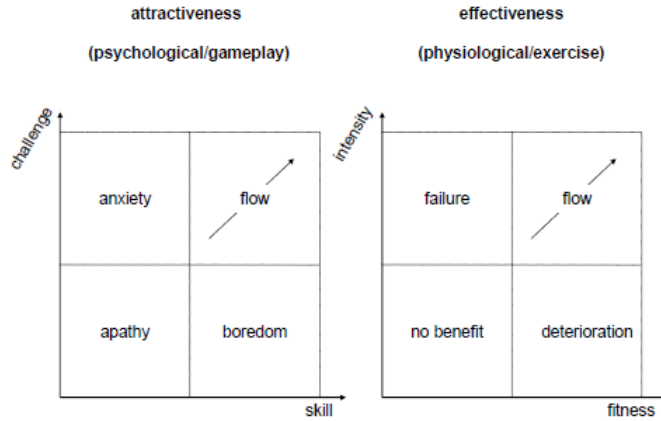 attractiveness
(psychological/gameplay)
challenge
anxiety
flow
apathy
boredom
skill
effectiveness
(physiological/exercise)
intensity
failure
flow
no benefit
deterioration
fitness